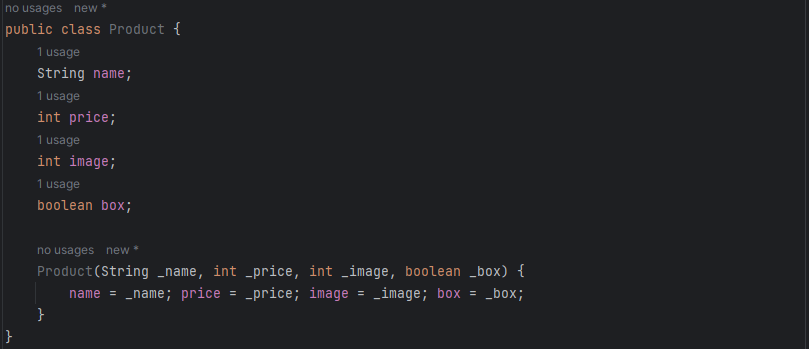 no usages new *
public class Product {
1 usage
String name;
1 usage
int price;
1 usage
int image;
1 usage
boolean box;
no usages new *
Product(String _name, int _price, int _image, boolean _box) {
name = _name; price = _price; image = _image; box = _box;
}
}